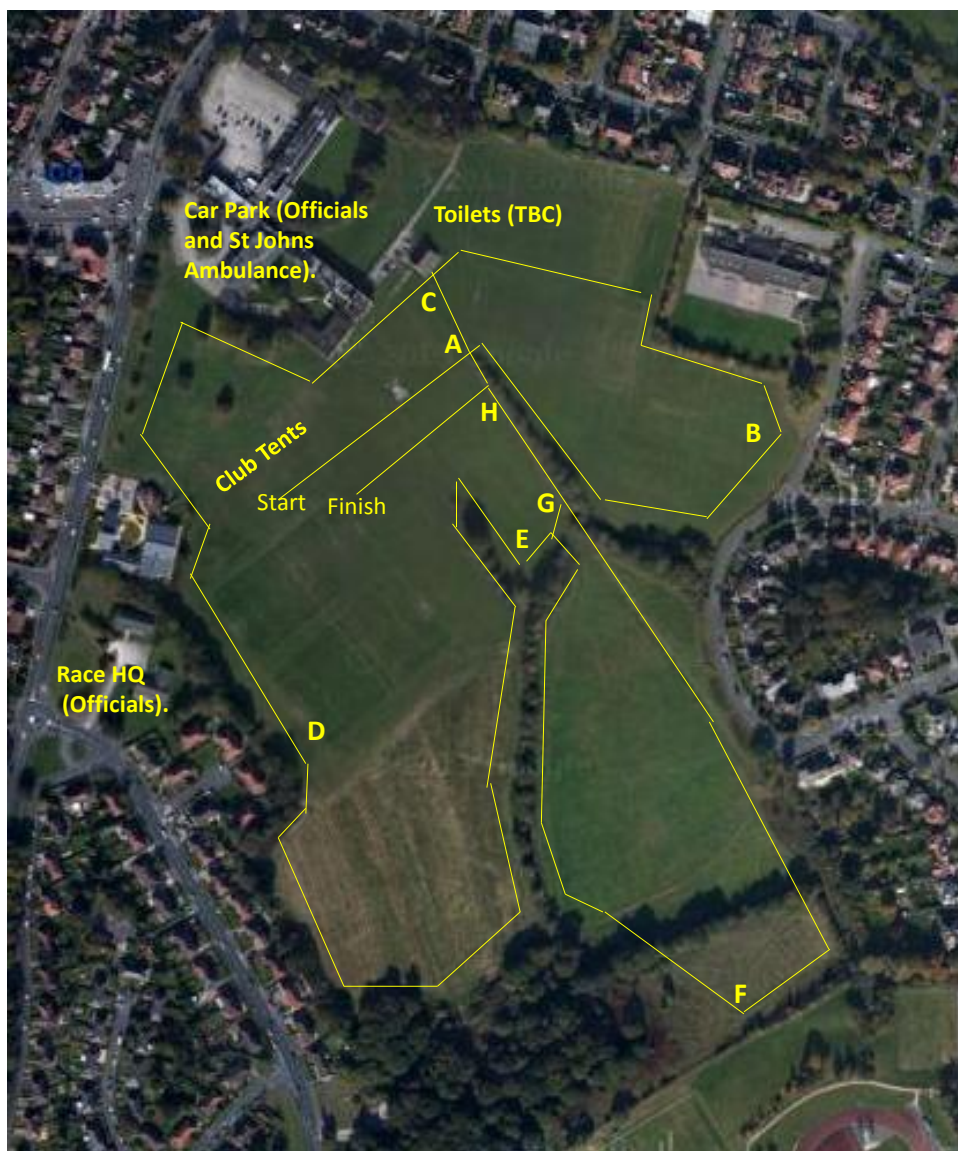 Car Park (Officials
and St Johns
Ambulance).
Toilets (TBC)
C
A
H
B
Club Tents
Start
Finish
G
E
Race HQ
(Officials).
D
F